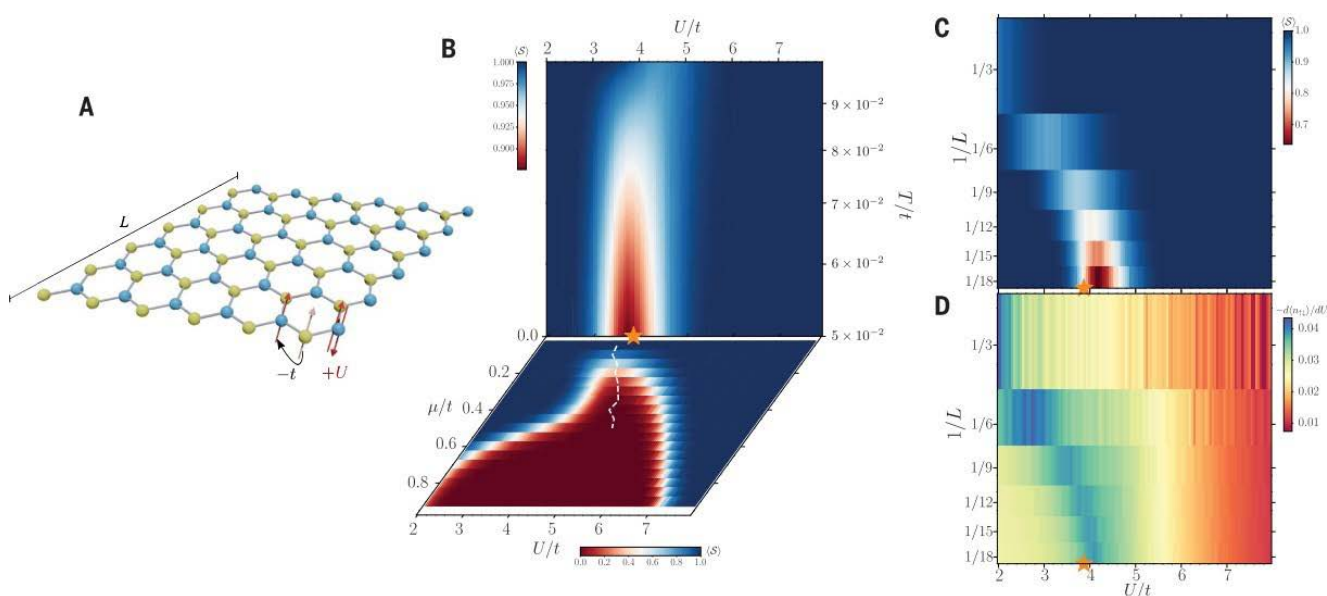 A
L
−t
+U
B
U/t
2 3 4 5 6 7
⟨S⟩
1.000
0.975
0.950
0.925
0.900
9 × 10⁻²
8 × 10⁻²
7 × 10⁻²
6 × 10⁻²
5 × 10⁻²
T/t
0.0
0.2
0.4
0.6
0.8
μ/t
2 3 4 5 6 7
U/t
0.0 0.2 0.4 0.6 0.8 1.0
⟨S⟩
C
1/3
1/6
1/9
1/12
1/15
1/18
1/L
⟨S⟩
1.0
0.9
0.8
0.7
D
1/3
1/6
1/9
1/12
1/15
1/18
1/L
2 3 4 5 6 7
U/t
−d⟨n↑↓⟩/dU
0.04
0.03
0.02
0.01